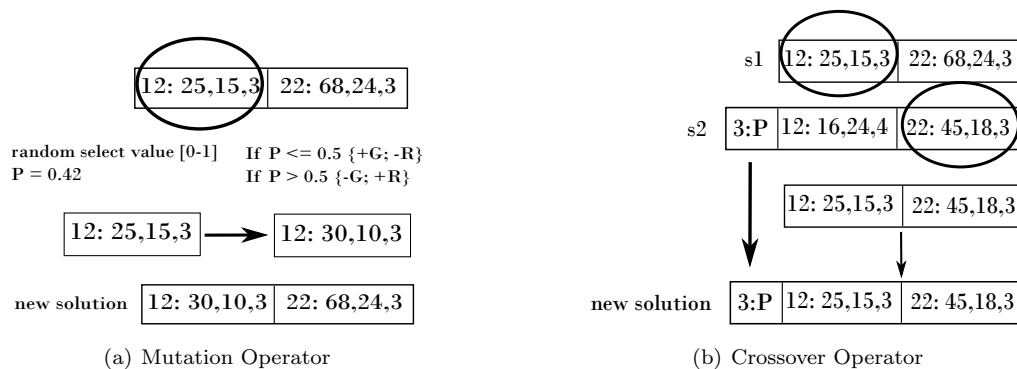 12: 25,15,3 22: 68,24,3
random select value [0-1]
P = 0.42
If P <= 0.5 {+G; -R}
If P > 0.5 {-G; +R}
12: 25,15,3 12: 30,10,3
new solution 12: 30,10,3 22: 68,24,3
(a) Mutation Operator
s1 12: 25,15,3 22: 68,24,3
s2 3:P 12: 16,24,4 22: 45,18,3
12: 25,15,3 22: 45,18,3
new solution 3:P 12: 25,15,3 22: 45,18,3
(b) Crossover Operator